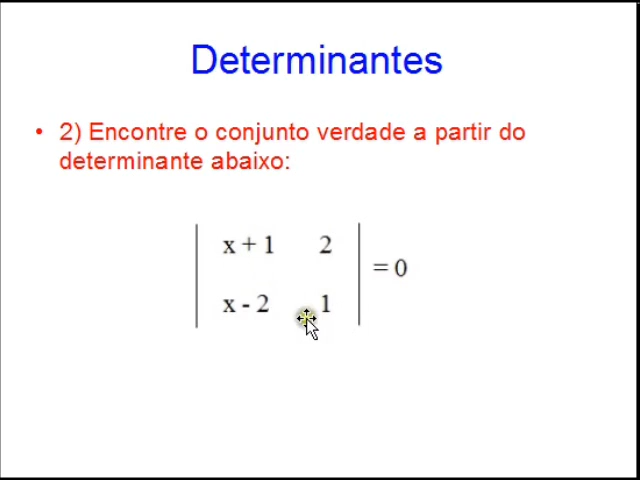 Determinantes
• 2) Encontre o conjunto verdade a partir do
determinante abaixo:
x + 1 2
= 0
x - 2 1